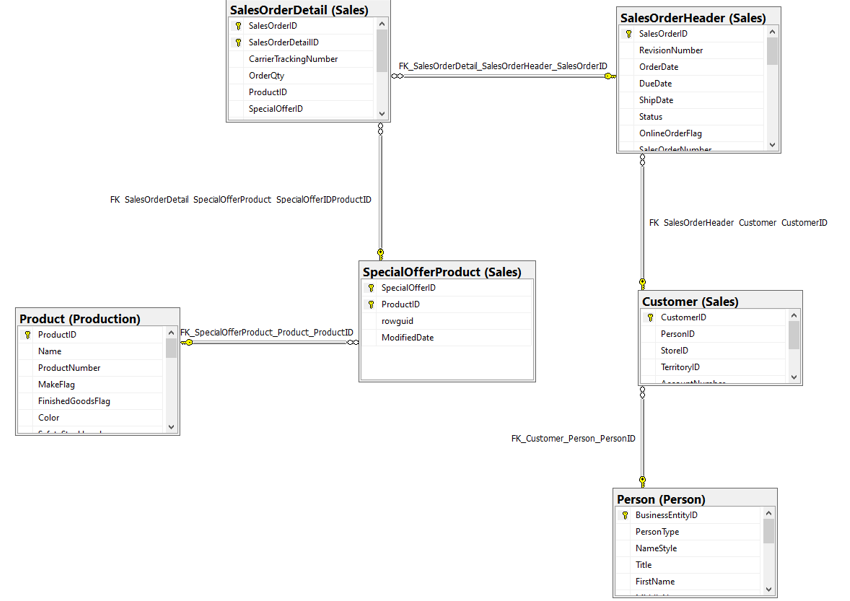 SalesOrderDetail (Sales)
SalesOrderID
SalesOrderDetailID
CarrierTrackingNumber
OrderQty
ProductID
SpecialOfferID
FK_SalesOrderDetail_SalesOrderHeader_SalesOrderID
SalesOrderHeader (Sales)
SalesOrderID
RevisionNumber
OrderDate
DueDate
ShipDate
Status
OnlineOrderFlag
SalesOrderNumber
FK_SalesOrderDetail_SpecialOfferProduct_SpecialOfferIDProductID
FK_SalesOrderHeader_Customer_CustomerID
SpecialOfferProduct (Sales)
SpecialOfferID
ProductID
rowguid
ModifiedDate
Customer (Sales)
CustomerID
PersonID
StoreID
TerritoryID
AccountNumber
Product (Production)
ProductID
Name
ProductNumber
MakeFlag
FinishedGoodsFlag
Color
FK_SpecialOfferProduct_Product_ProductID
FK_Customer_Person_PersonID
Person (Person)
BusinessEntityID
PersonType
NameStyle
Title
FirstName